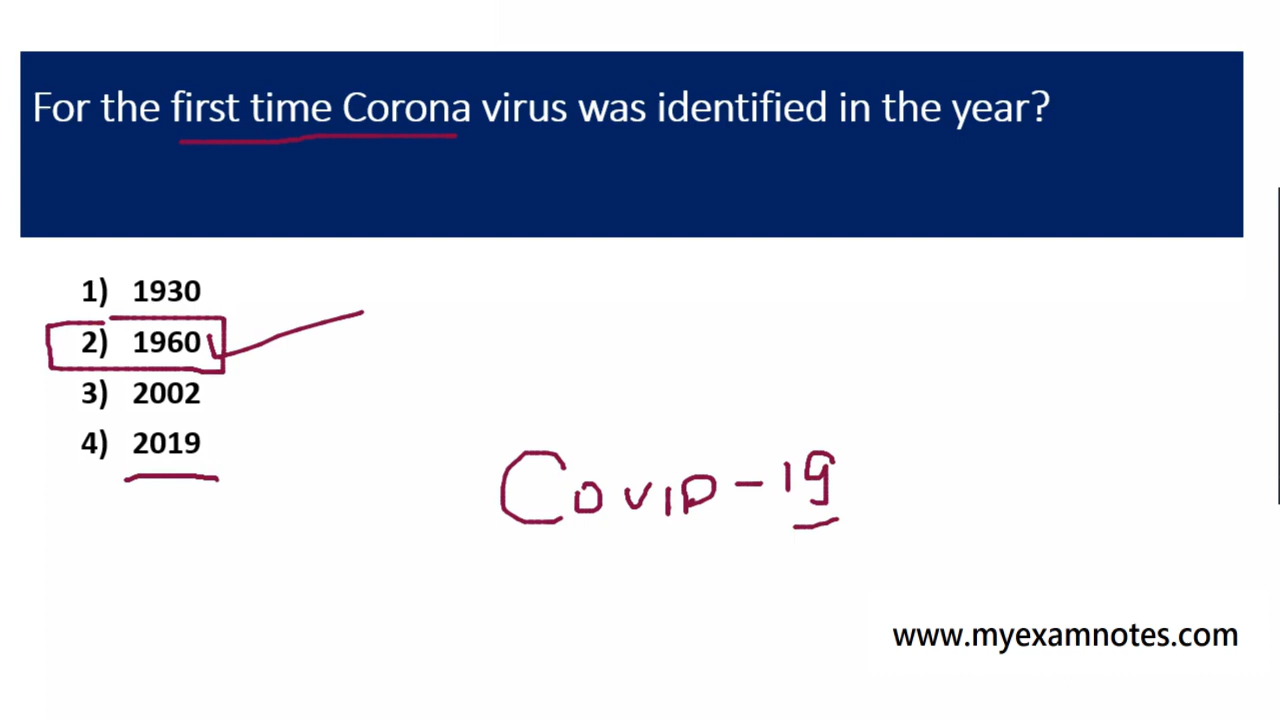 For the first time Corona virus was identified in the year?
1) 1930
2) 1960
3) 2002
4) 2019
COVID-19
www.myexamnotes.com